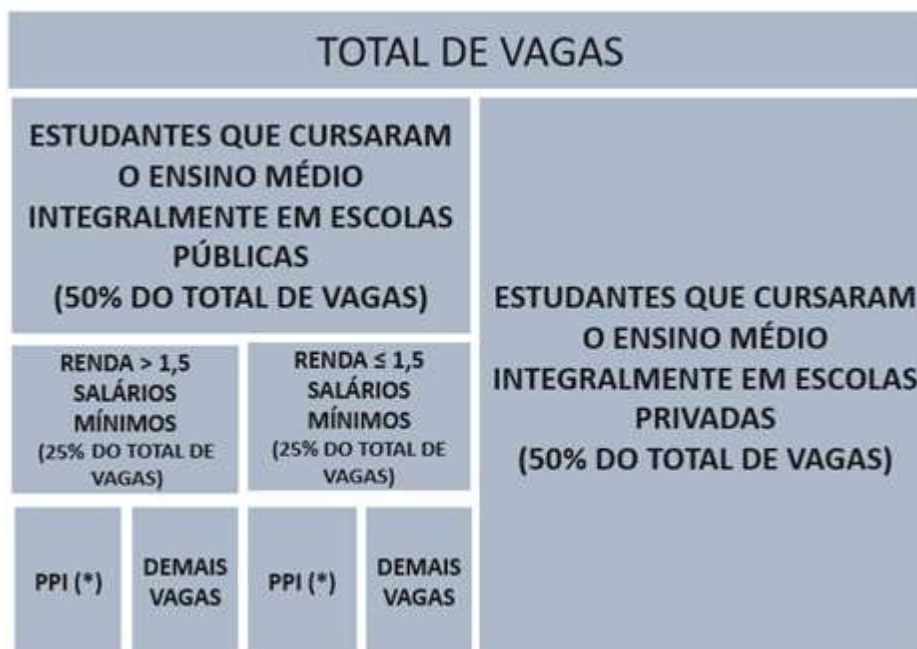 TOTAL DE VAGAS
ESTUDANTES QUE CURSARAM
O ENSINO MÉDIO
INTEGRALMENTE EM ESCOLAS
PÚBLICAS
(50% DO TOTAL DE VAGAS)
ESTUDANTES QUE CURSARAM
O ENSINO MÉDIO
INTEGRALMENTE EM ESCOLAS
PRIVADAS
(50% DO TOTAL DE VAGAS)
RENDA > 1,5
SALÁRIOS
MÍNIMOS
(25% DO TOTAL DE
VAGAS)
RENDA ≤ 1,5
SALÁRIOS
MÍNIMOS
(25% DO TOTAL DE
VAGAS)
PPI (*)
DEMAIS
VAGAS
PPI (*)
DEMAIS
VAGAS